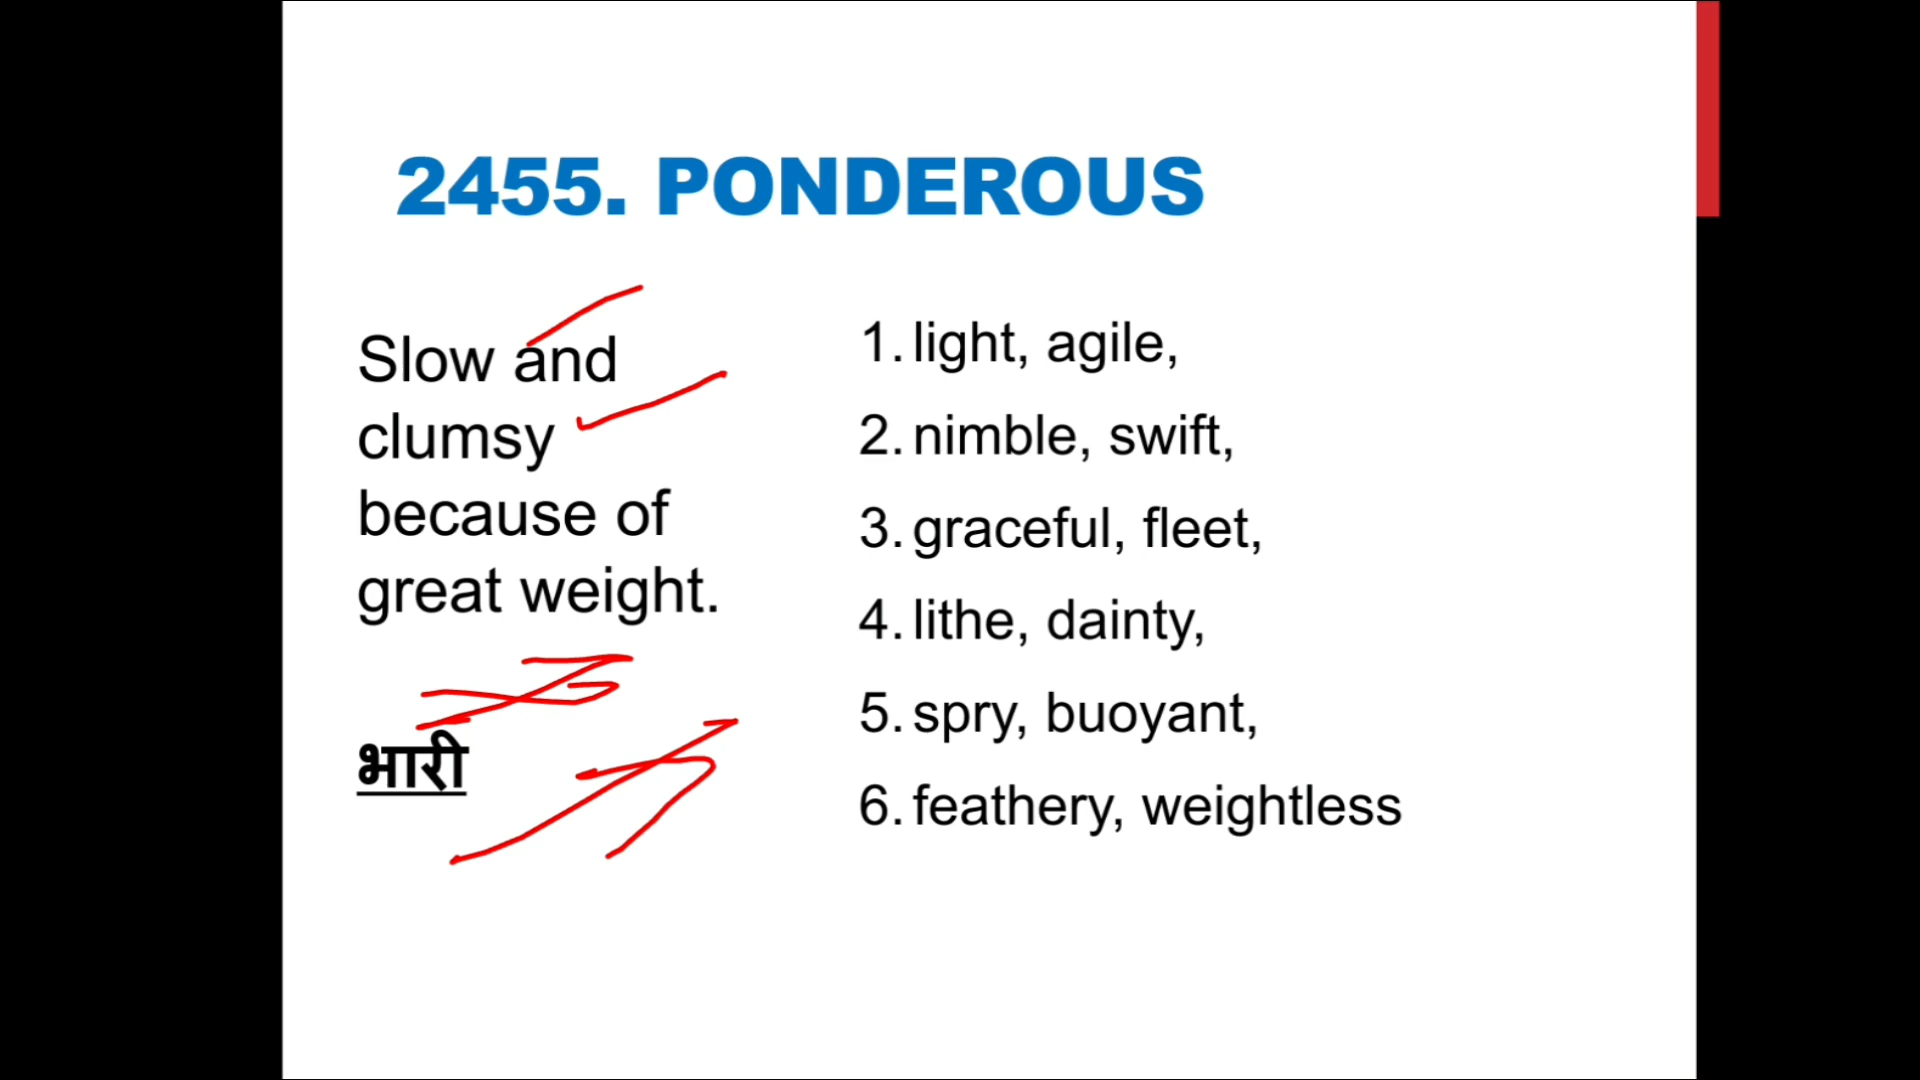 2455. PONDEROUS
Slow and
clumsy
because of
great weight.
भारी
1. light, agile,
2. nimble, swift,
3. graceful, fleet,
4. lithe, dainty,
5. spry, buoyant,
6. feathery, weightless